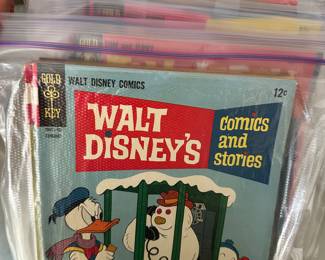 GOLD
KEY
WALT DISNEY COMICS
12¢
WALT
DISNEY'S
Comics
and
stories